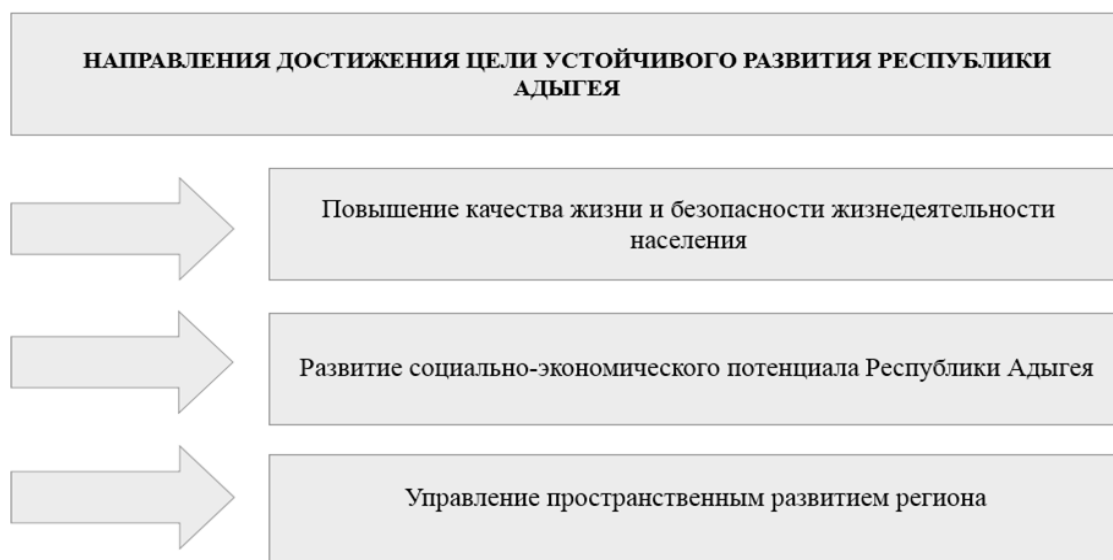 НАПРАВЛЕНИЯ ДОСТИЖЕНИЯ ЦЕЛИ УСТОЙЧИВОГО РАЗВИТИЯ РЕСПУБЛИКИ
АДЫГЕЯ
Повышение качества жизни и безопасности жизнедеятельности
населения
Развитие социально-экономического потенциала Республики Адыгея
Управление пространственным развитием региона